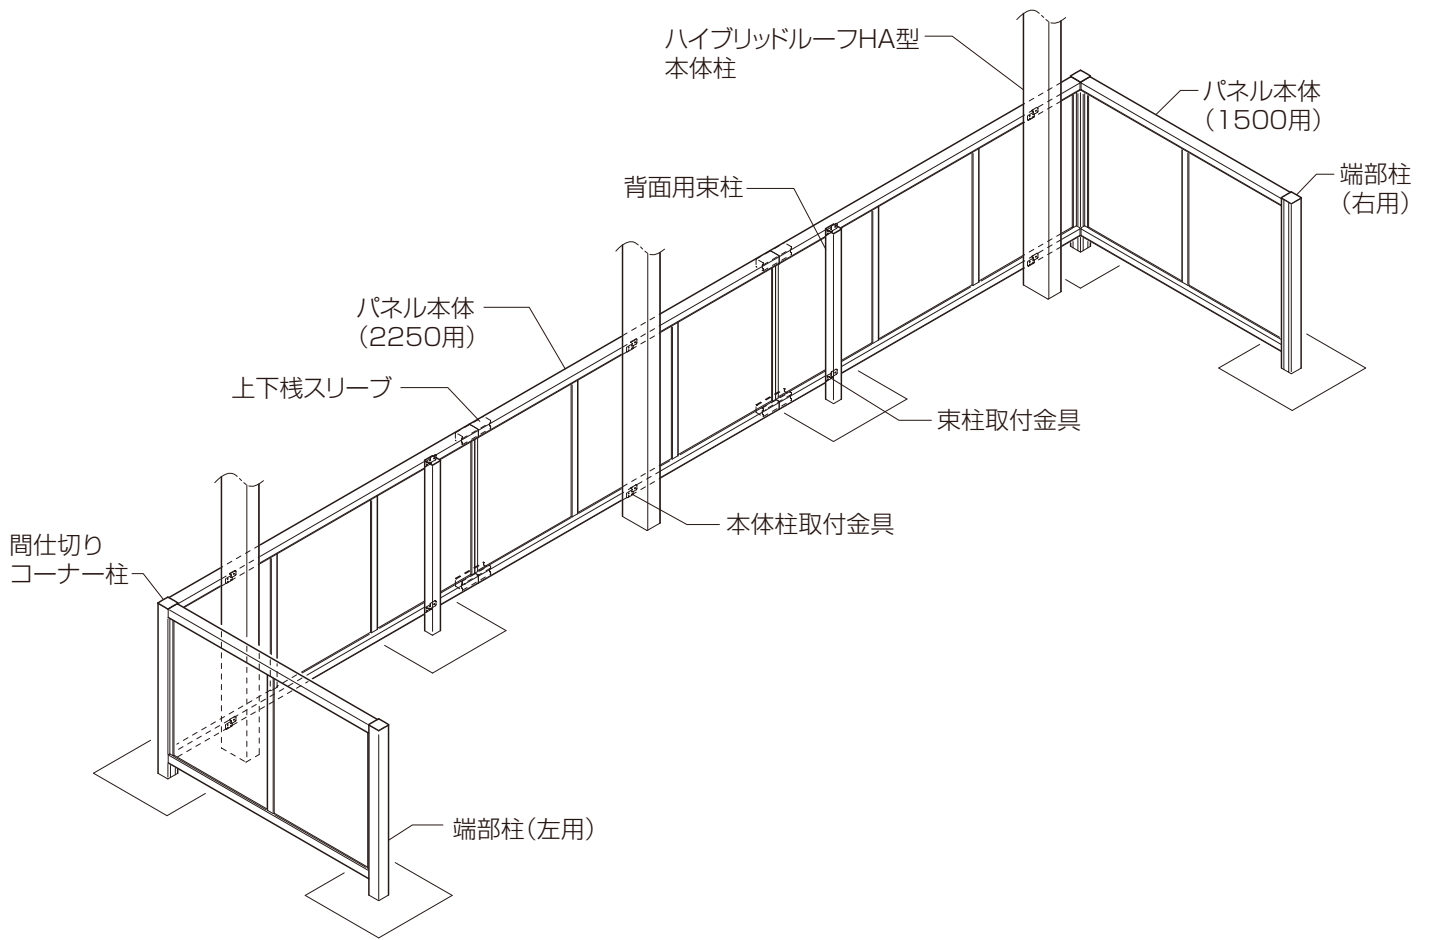 ハイブリッドルーフHA型
本体柱
パネル本体
（1500用）
端部柱
（右用）
背面用束柱
パネル本体
（2250用）
上下桟スリーブ
束柱取付金具
本体柱取付金具
間仕切り
コーナー柱
端部柱（左用）